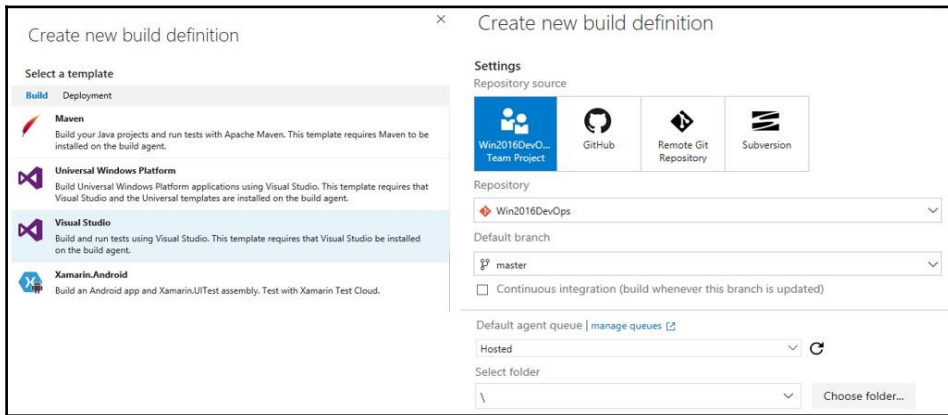 Create new build definition
Select a template
Build Deployment
Maven
Build your Java projects and run tests with Apache Maven. This template requires Maven to be
installed on the build agent.
Universal Windows Platform
Build Universal Windows Platform applications using Visual Studio. This template requires that
Visual Studio and the Universal templates are installed on the build agent.
Visual Studio
Build and run tests using Visual Studio. This template requires that Visual Studio be installed
on the build agent.
Xamarin.Android
Build an Android app and Xamarin.UITest assembly. Test with Xamarin Test Cloud.
Create new build definition
Settings
Repository source
Win2016DevO...
Team Project
GitHub
Remote Git
Repository
Subversion
Repository
Win2016DevOps
Default branch
master
Continuous integration (build whenever this branch is updated)
Default agent queue | manage queues
Hosted
Select folder
\
Choose folder...